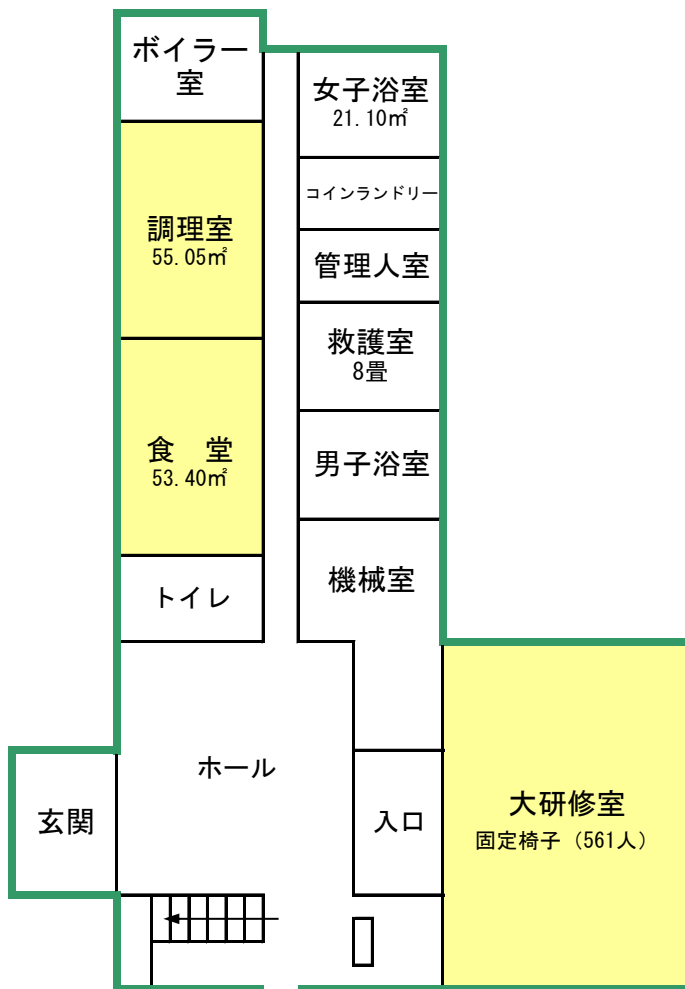 ボイラー
室
女子浴室
21.10㎡
コインランドリー
調理室
55.05㎡
管理人室
救護室
8畳
食　堂
53.40㎡
男子浴室
機械室
トイレ
ホール
玄関
入口
大研修室
固定椅子（561人）